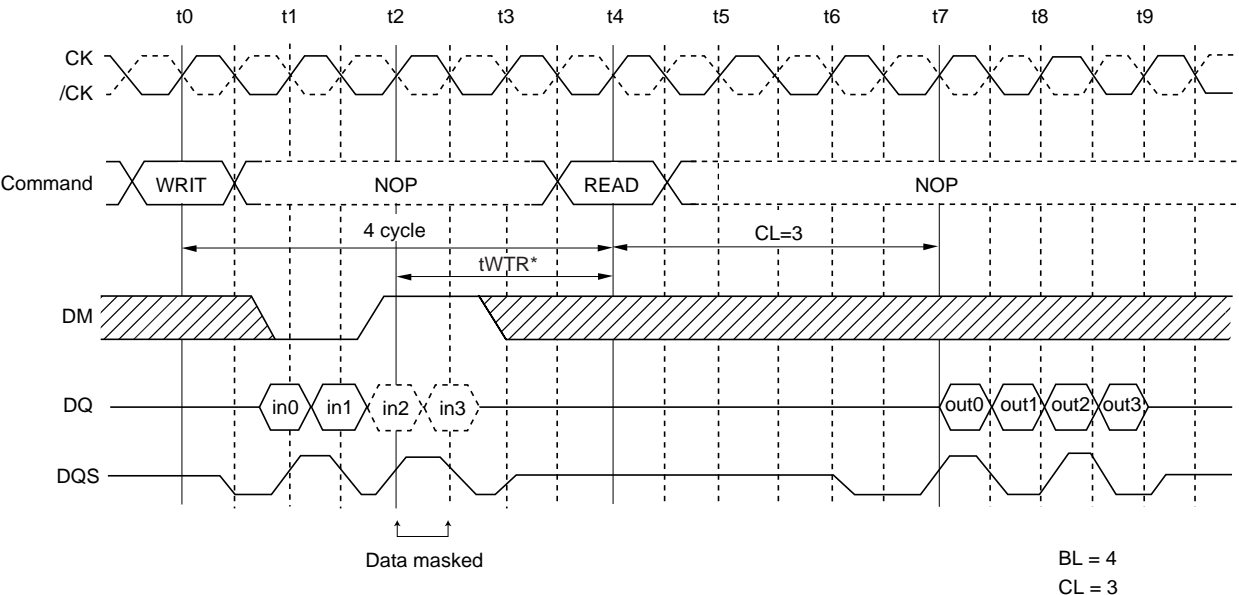 t0 t1 t2 t3 t4 t5 t6 t7 t8 t9
CK
/CK
Command WRIT NOP READ NOP
4 cycle CL=3
tWTR*
DM
DQ in0 in1 in2 in3 out0 out1 out2 out3
DQS
Data masked
BL = 4
CL = 3